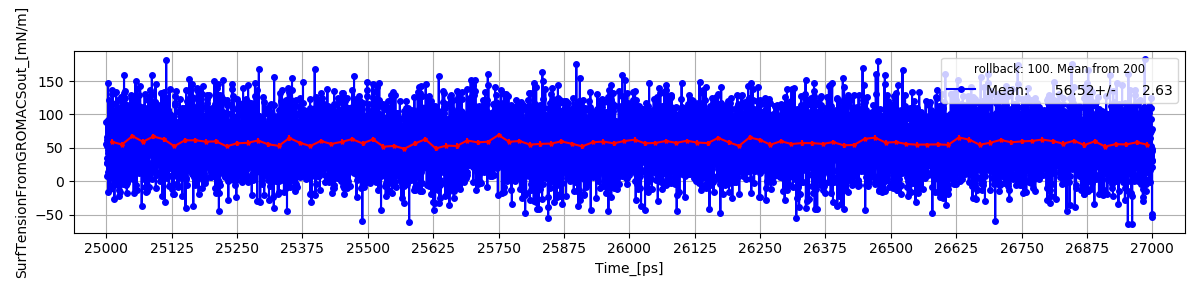 SurfTensionFromGROMACSout_[mN/m]
150
100
50
0
−50
rollback: 100. Mean from 200
Mean: 56.52+/- 2.63
25000 25125 25250 25375 25500 25625 25750 25875 26000 26125 26250 26375 26500 26625 26750 26875 27000
Time_[ps]